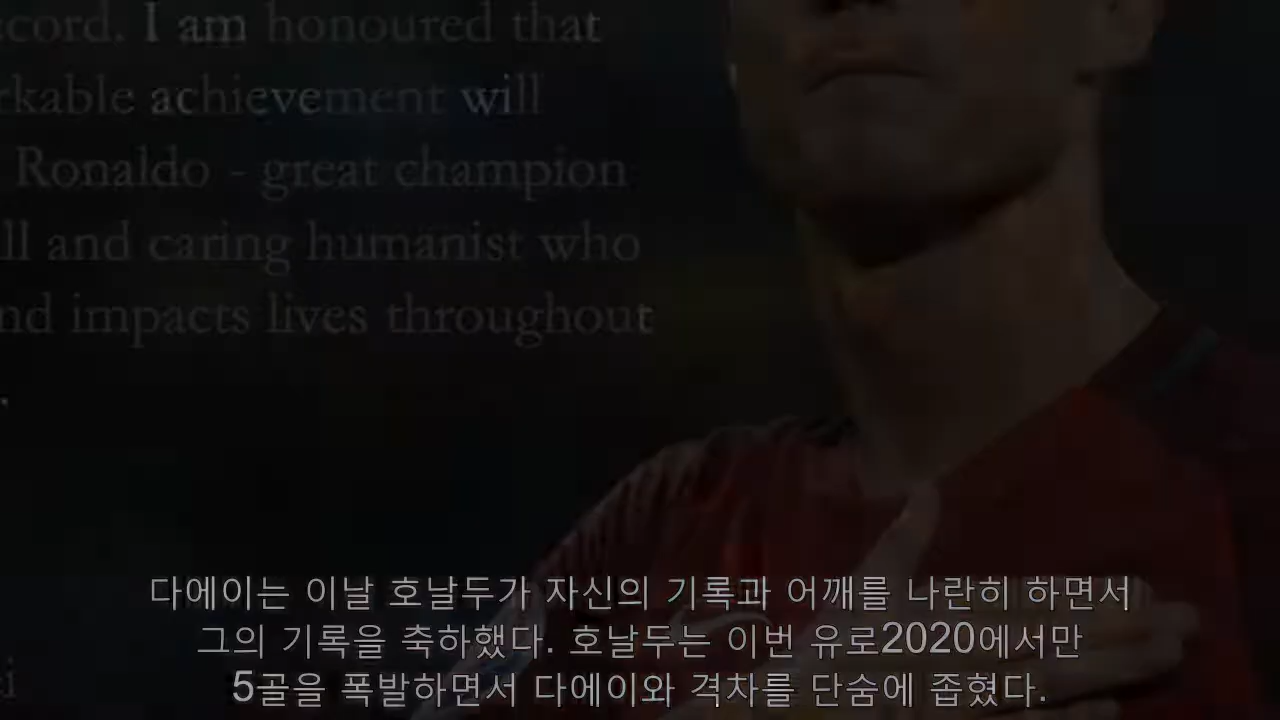 cord. I am honoured that
rkable achievement will
Ronaldo - great champion
ll and caring humanist who
nd impacts lives throughout
.
다에이는 이날 호날두가 자신의 기록과 어깨를 나란히 하면서
그의 기록을 축하했다. 호날두는 이번 유로2020에서만
5골을 폭발하면서 다에이와 격차를 단숨에 좁혔다.